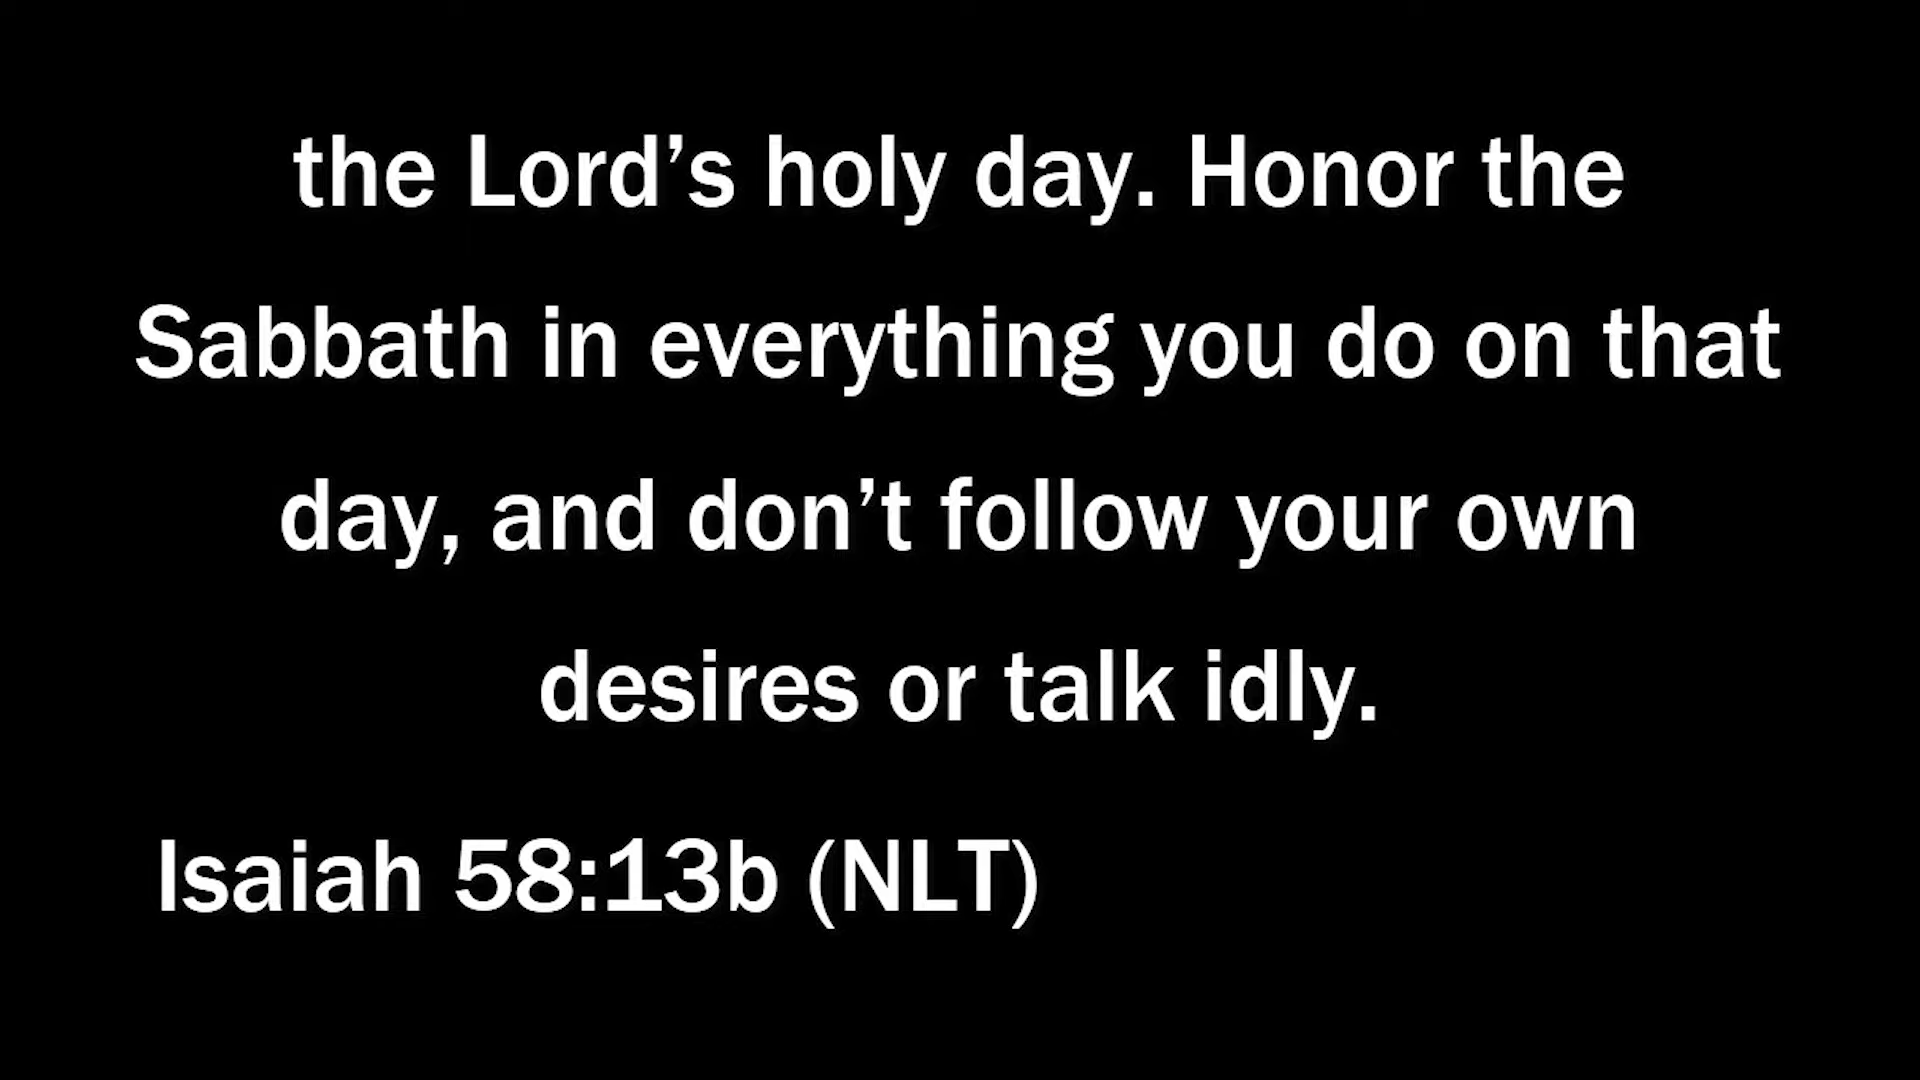 the Lord’s holy day. Honor the
Sabbath in everything you do on that
day, and don’t follow your own
desires or talk idly.
Isaiah 58:13b (NLT)